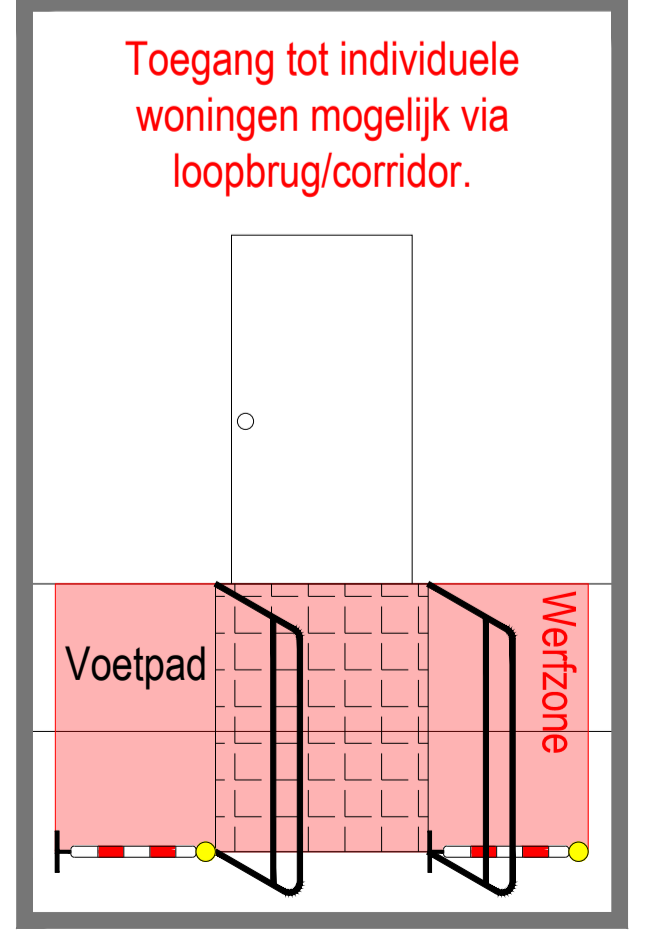 Toegang tot individuele
woningen mogelijk via
loopbrug/corridor.
Voetpad
Werfzone